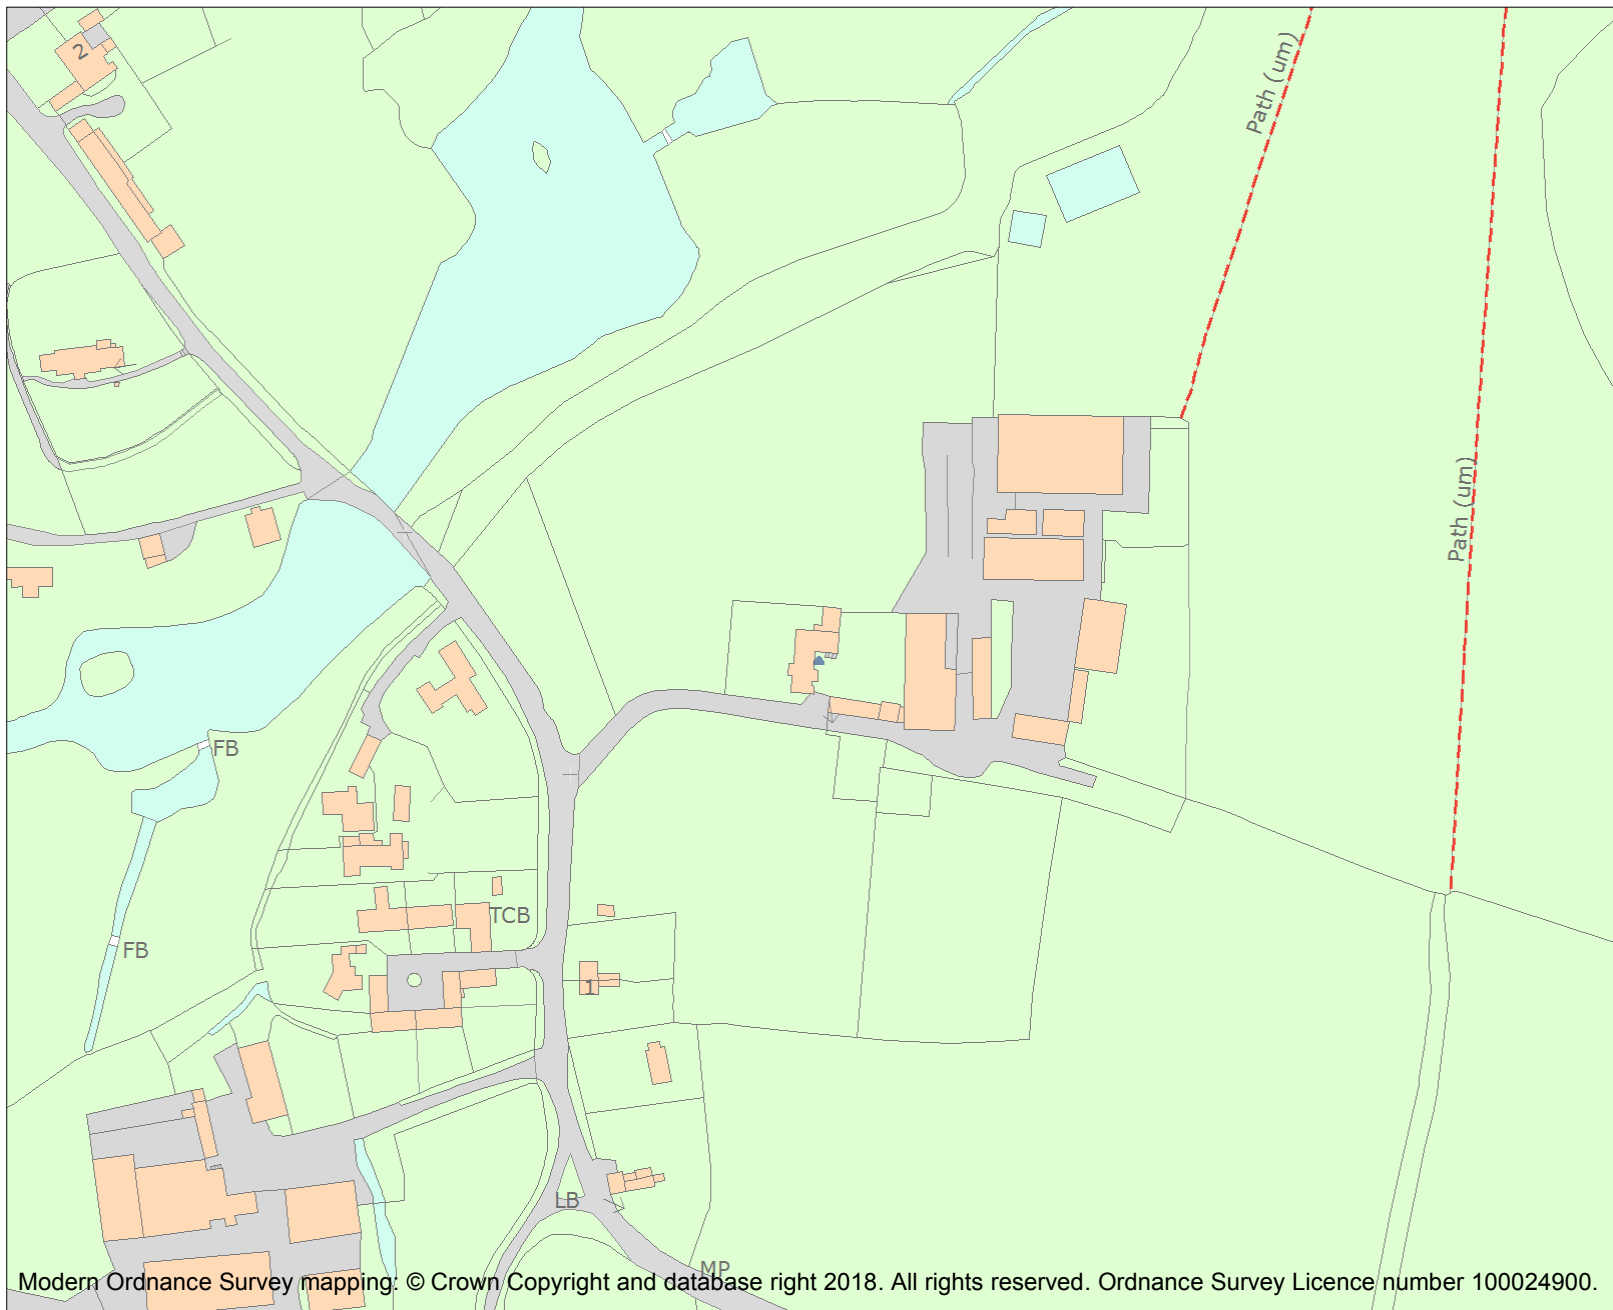 2
Path (um)
Path (um)
FB
TCB
FB
1
LB
MP
Modern Ordnance Survey mapping: © Crown Copyright and database right 2018. All rights reserved. Ordnance Survey Licence number 100024900.